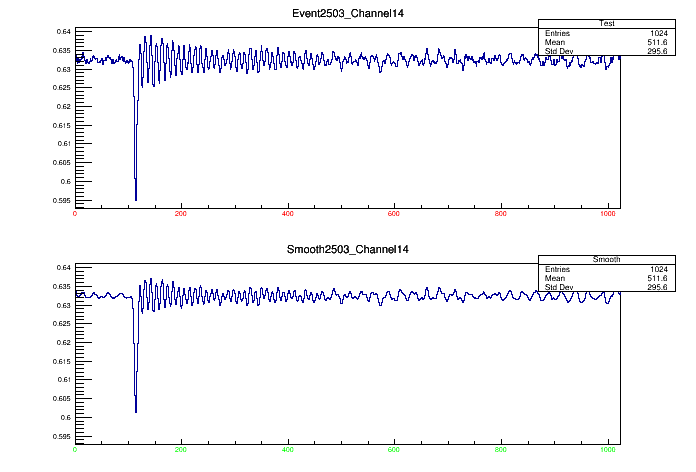 Event2503_Channel14
Test
Entries 1024
Mean 511.6
Std Dev 295.6
0.64
0.635
0.63
0.625
0.62
0.615
0.61
0.605
0.6
0.595
0 200 400 600 800 1000
Smooth2503_Channel14
Smooth
Entries 1024
Mean 511.6
Std Dev 295.6
0.64
0.635
0.63
0.625
0.62
0.615
0.61
0.605
0.6
0.595
0 200 400 600 800 1000